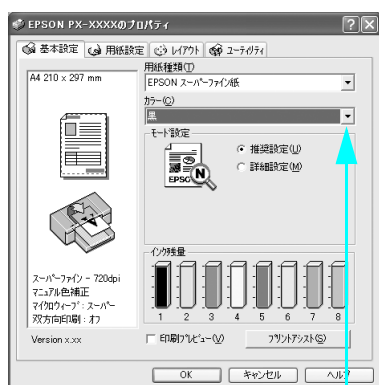 EPSON PX-XXXXのプロパティ
基本設定 用紙設定 レイアウト ユーティリティ
A4 210 x 297 mm
用紙種類(T)
EPSON スーパーファイン紙
カラー(C)
黒
モード設定
推奨設定(U)
詳細設定(M)
EPSO
N
インク残量
1 2 3 4 5 6 7 8
スーパーファイン - 720dpi
マニュアル色補正
マイクロウィーブ : スーパー
双方向印刷 : オフ
Version x.xx
印刷プレビュー(V)
プリントアシスト(S)
OK キャンセル ヘルプ